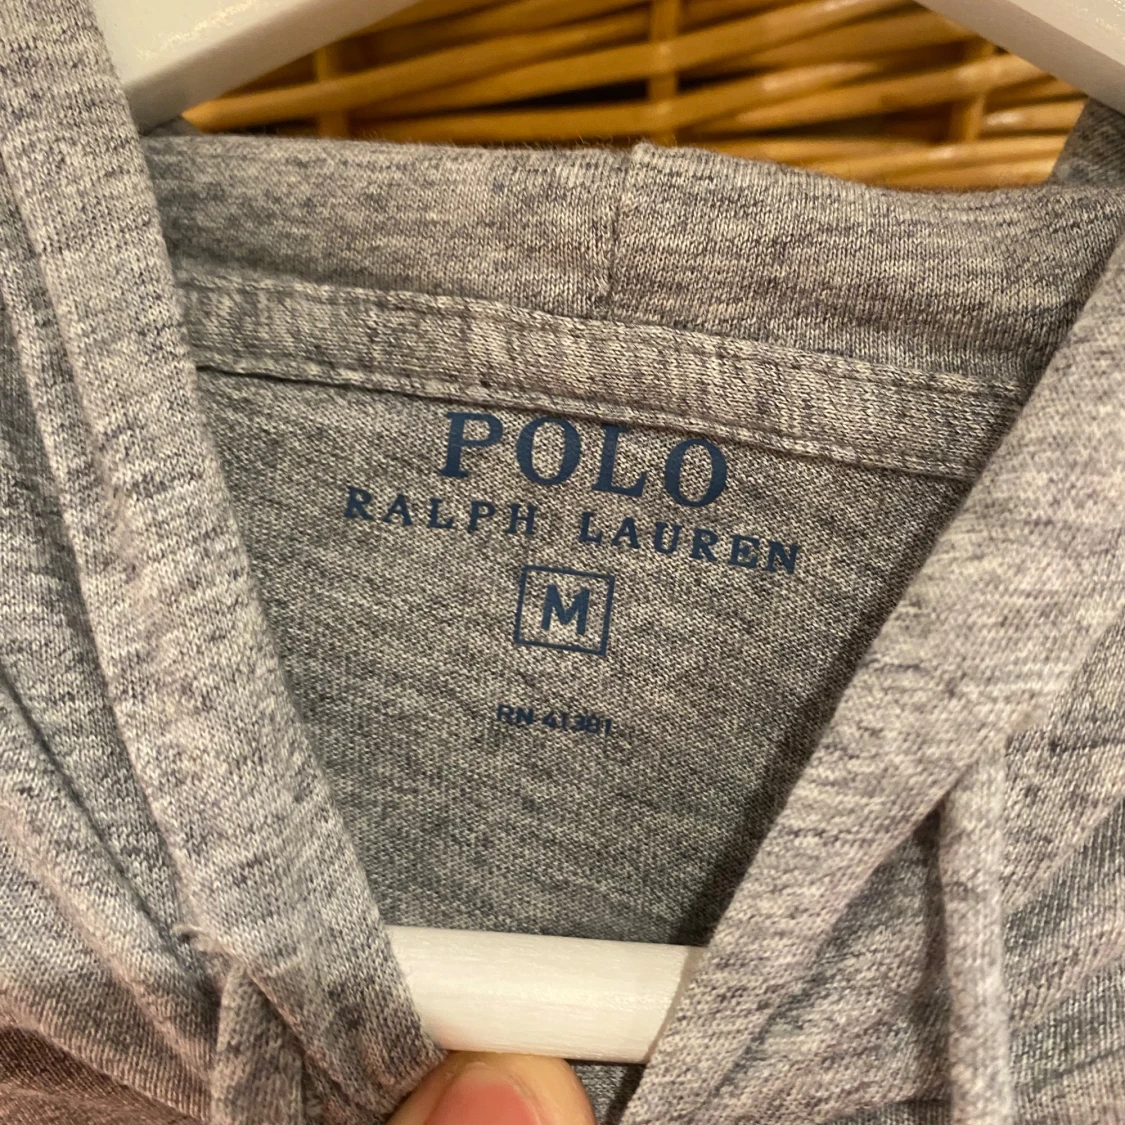 POLO
RALPH LAUREN
M
RN 41381